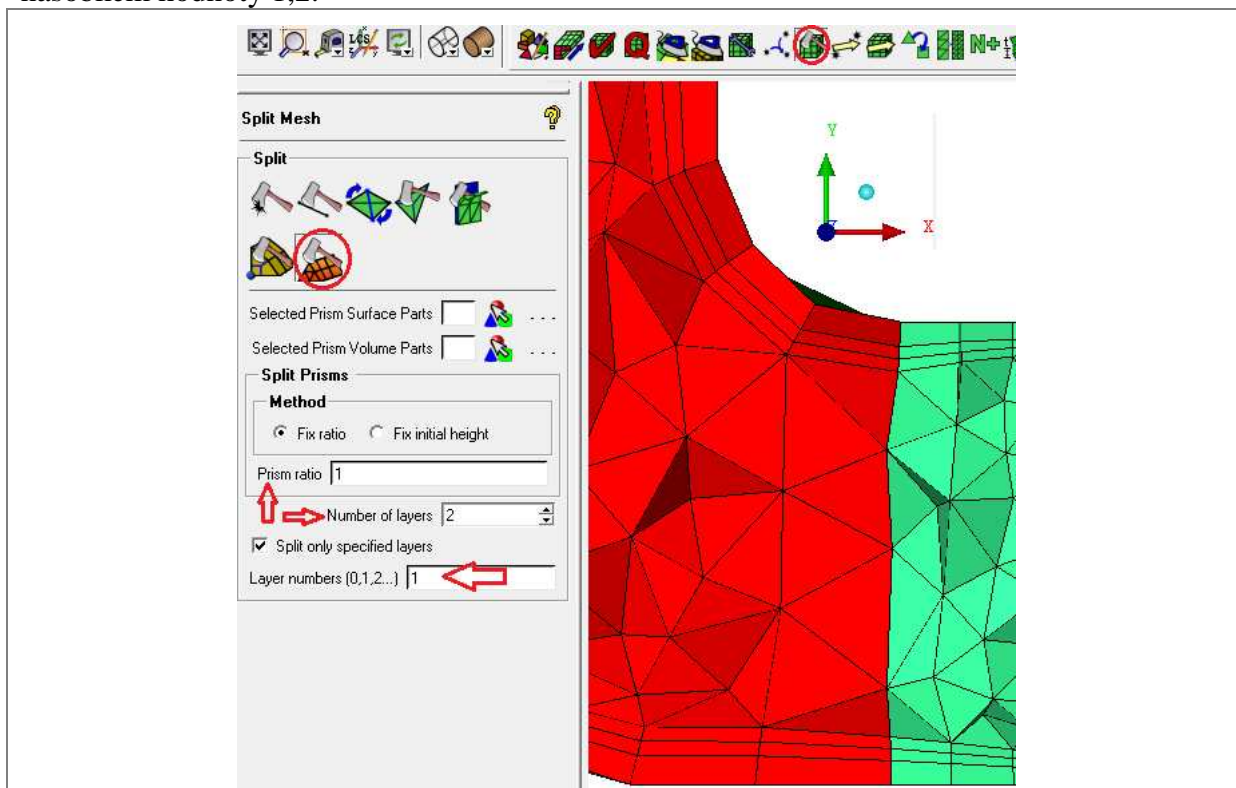 násobení hodnoty 1,2.
LCS
N+
Split Mesh
Split
Selected Prism Surface Parts ...
Selected Prism Volume Parts ...
Split Prisms
Method
Fix ratio Fix initial height
Prism ratio 1
Number of layers 2
Split only specified layers
Layer numbers (0,1,2...) 1
Y
X